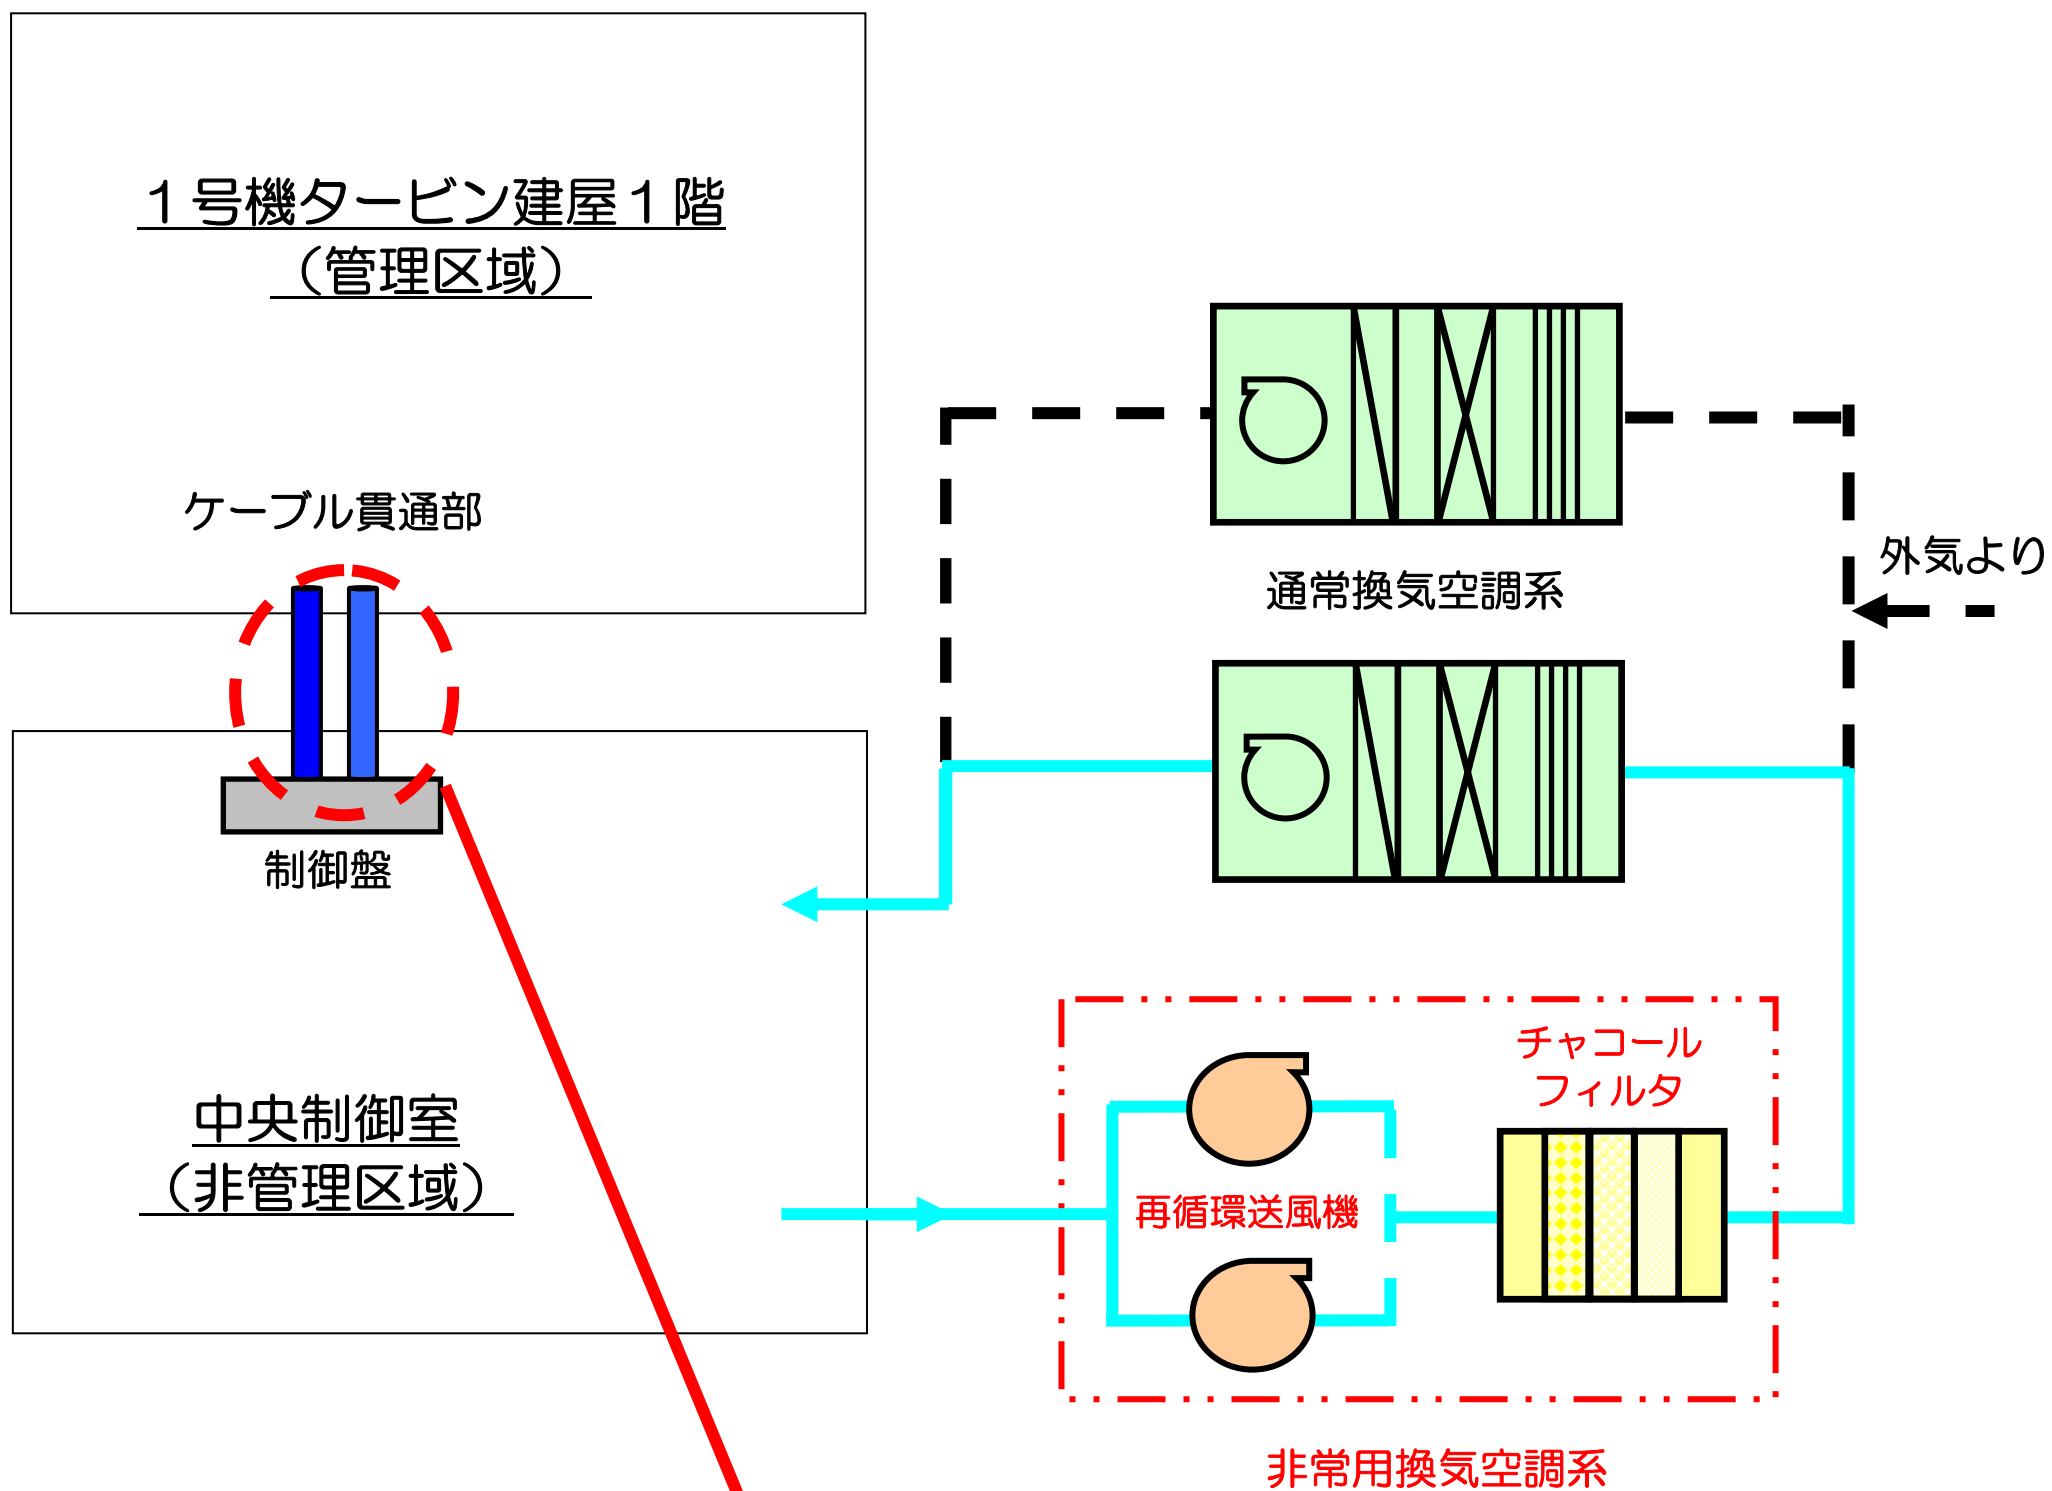 １号機タービン建屋１階
（管理区域）
ケーブル貫通部
制御盤
中央制御室
（非管理区域）
外気より
通常換気空調系
チャコール
フィルタ
再循環送風機
非常用換気空調系